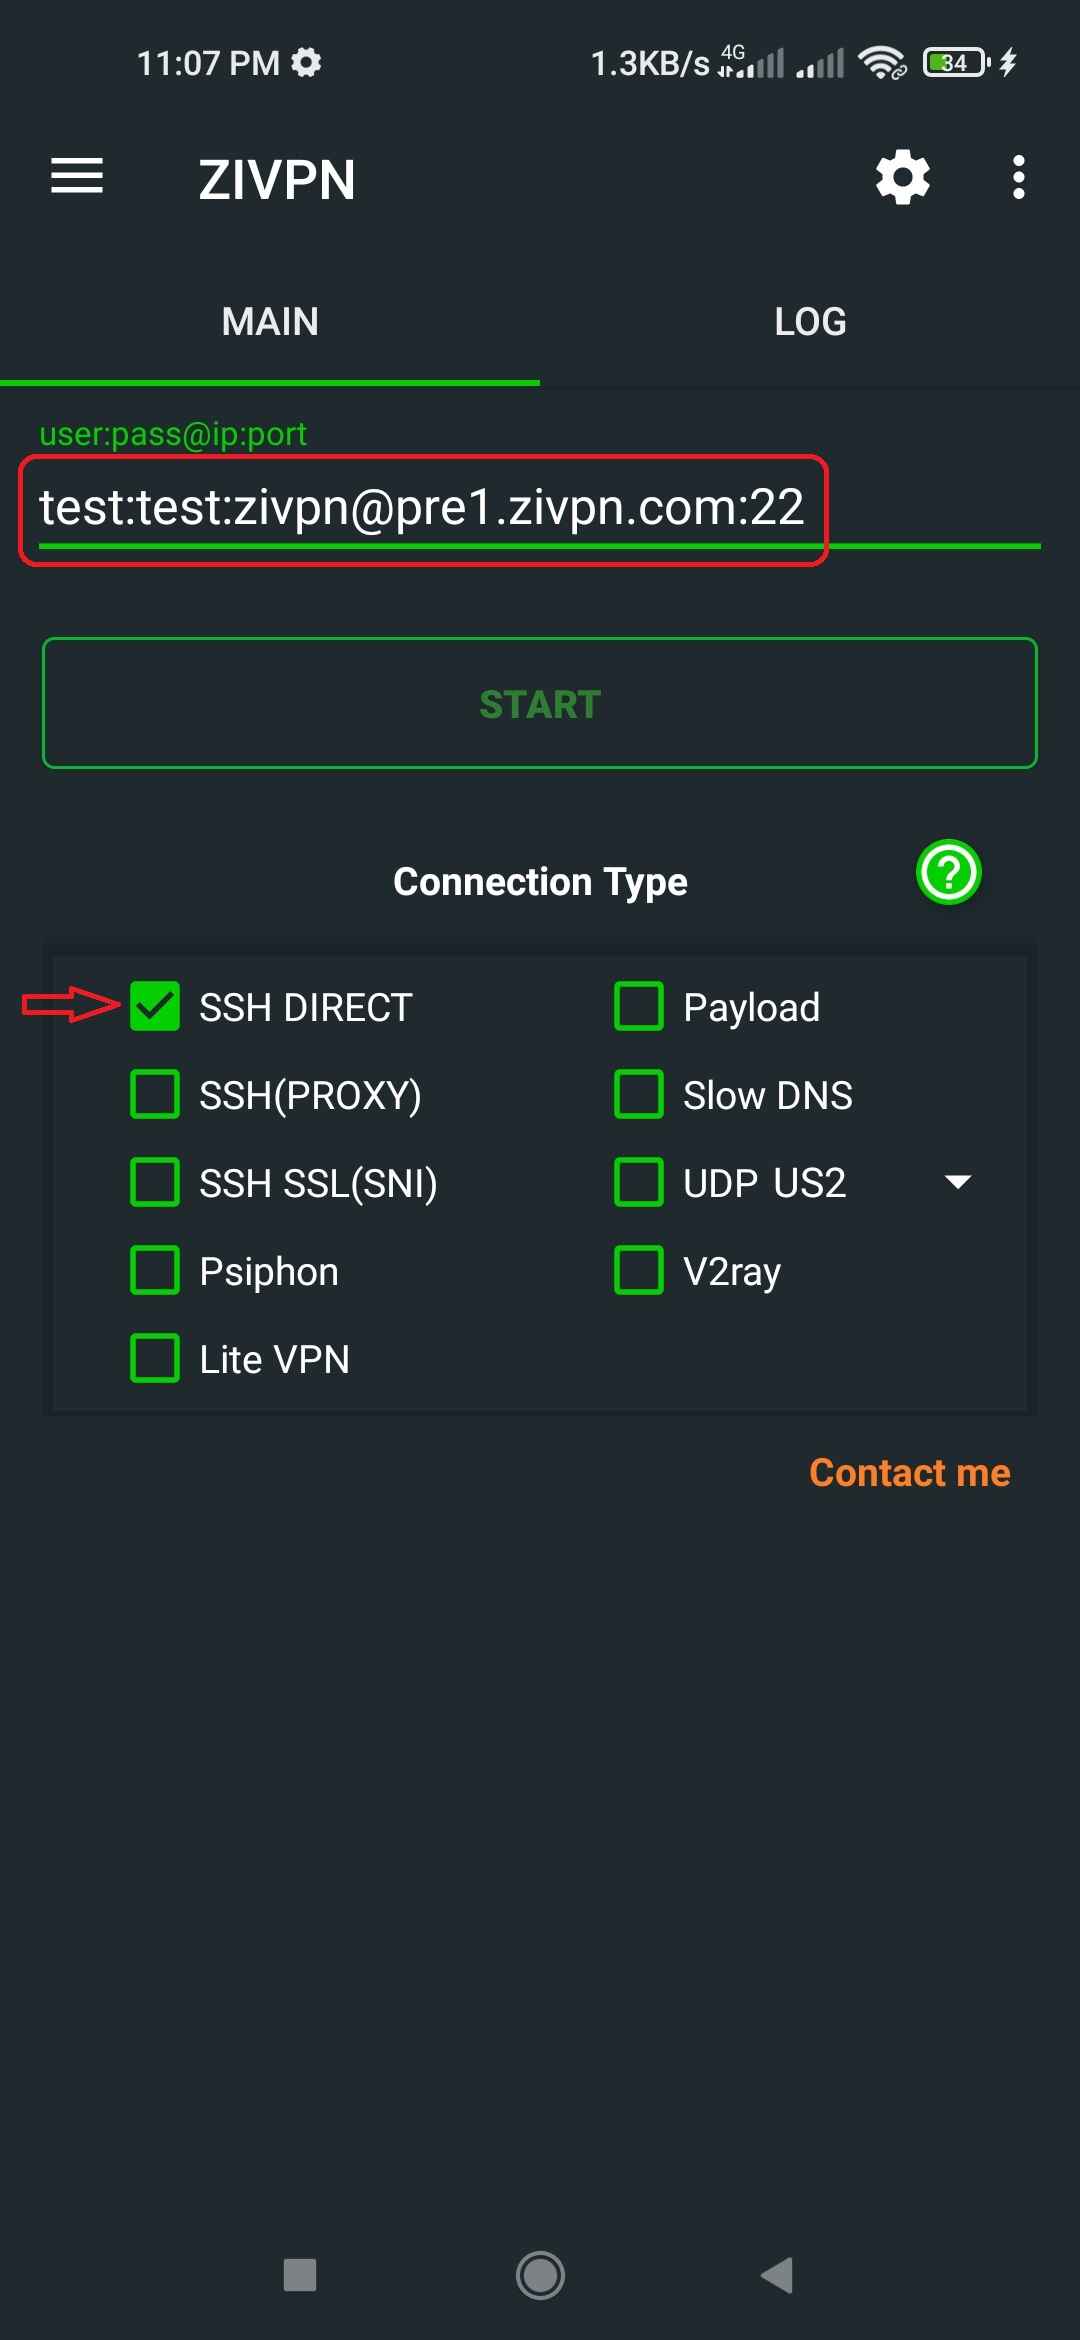 11:07 PM 1.3KB/s 4G 34
ZIVPN
MAIN LOG
user:pass@ip:port
test:test:zivpn@pre1.zivpn.com:22
START
Connection Type ?
SSH DIRECT Payload
SSH(PROXY) Slow DNS
SSH SSL(SNI) UDP US2
Psiphon V2ray
Lite VPN
Contact me